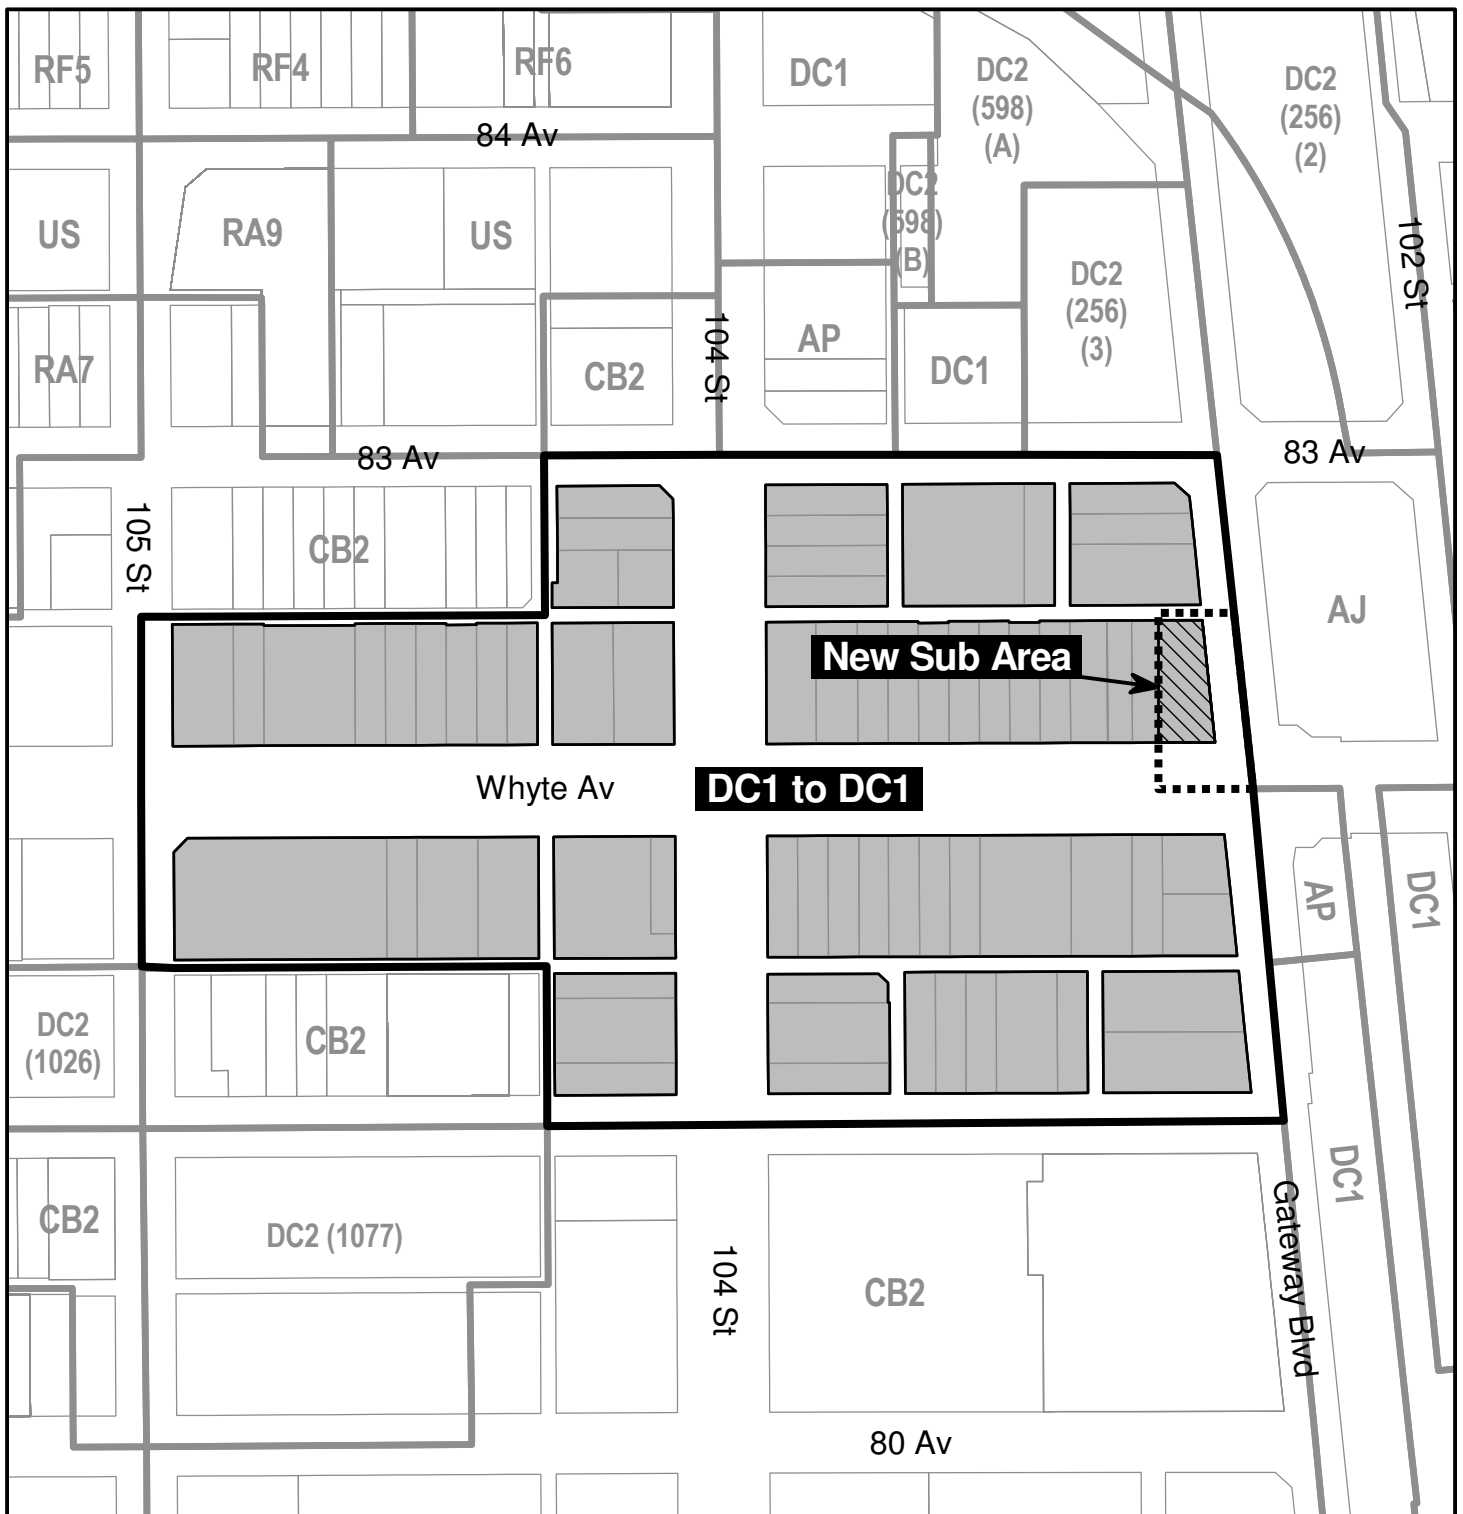 RF5
RF4
RF6
DC1
DC2
(598)
(A)
DC2
(256)
(2)
84 Av
US
RA9
US
DC2
(598)
(B)
DC2
(256)
(3)
102 St
RA7
CB2
104 St
AP
DC1
83 Av
83 Av
105 St
CB2
AJ
New Sub Area
Whyte Av
DC1 to DC1
AP
DC1
DC2
(1026)
CB2
DC1
CB2
DC2 (1077)
104 St
CB2
Gateway Blvd
80 Av